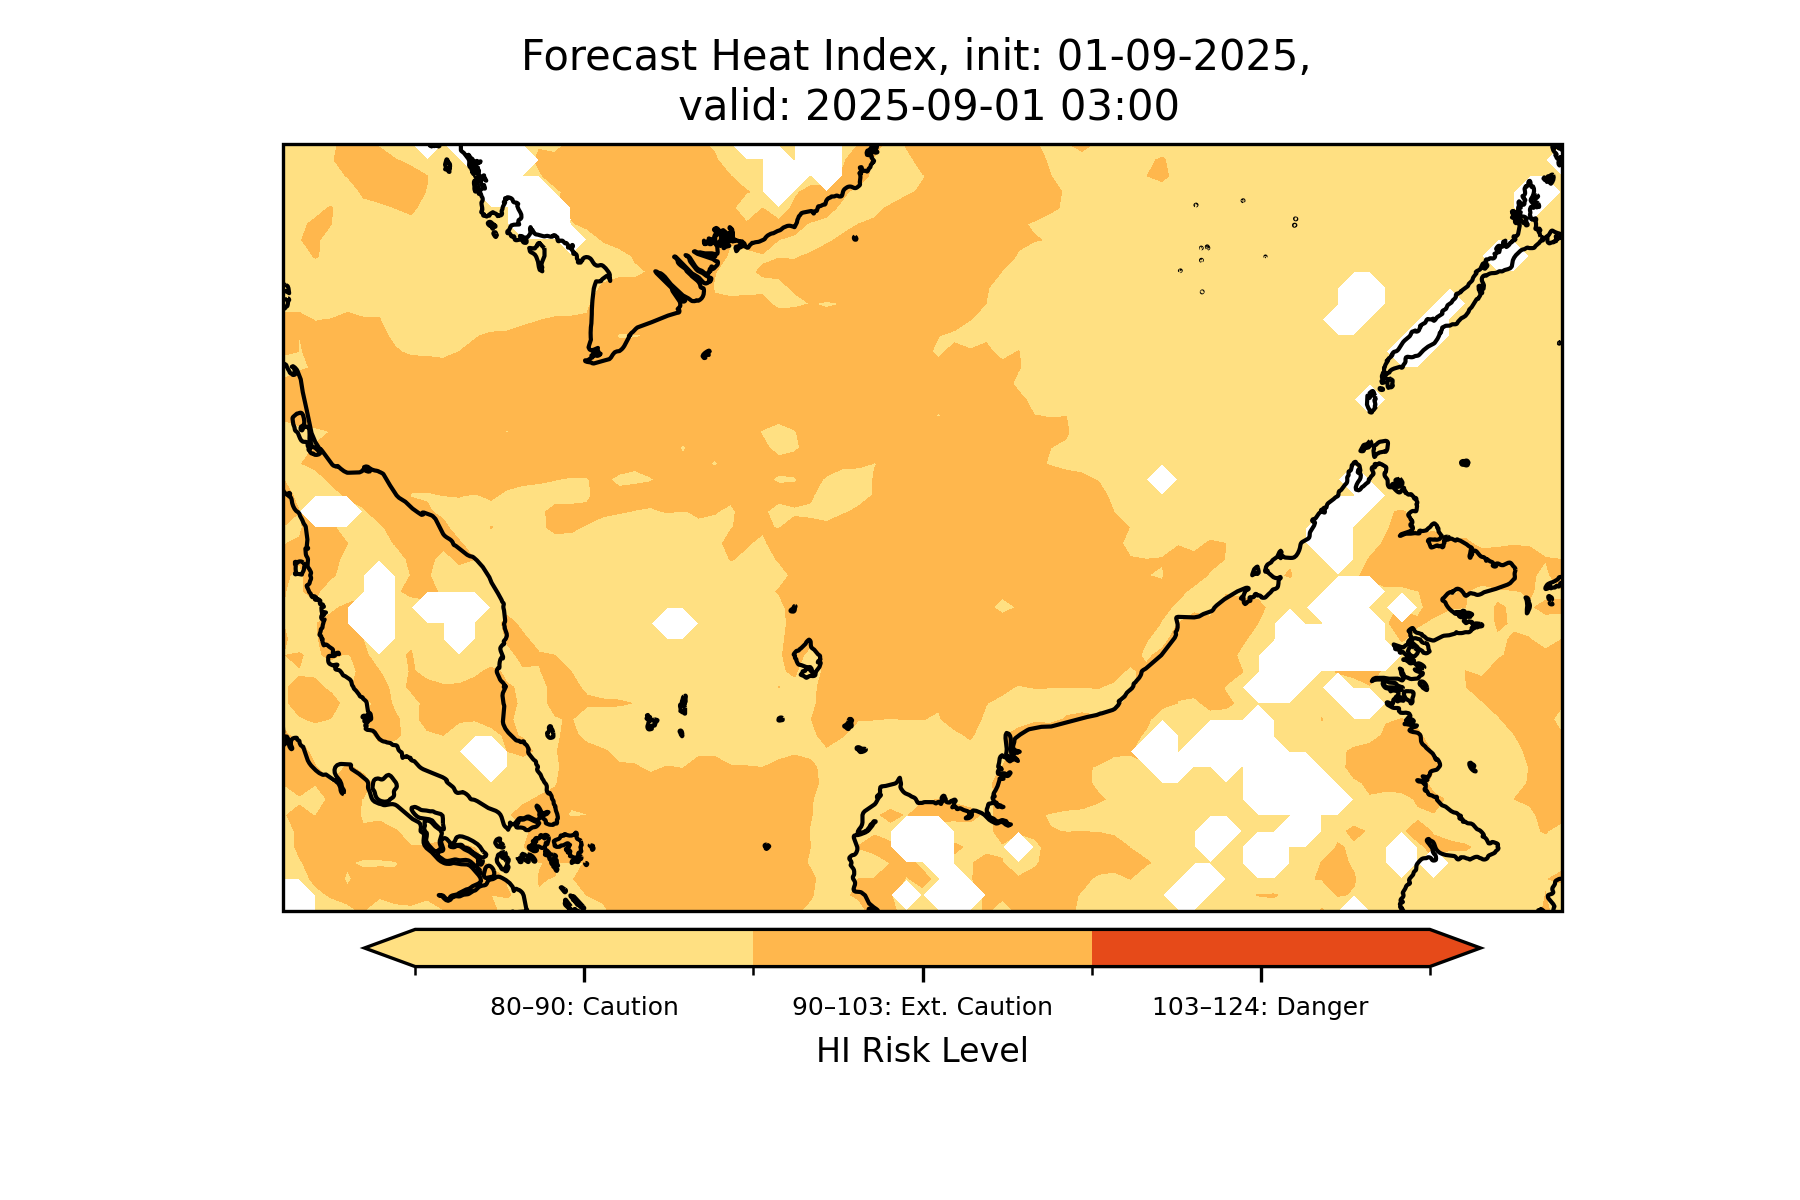 Forecast Heat Index, init: 01-09-2025,
valid: 2025-09-01 03:00
80–90: Caution
90–103: Ext. Caution
103–124: Danger
HI Risk Level